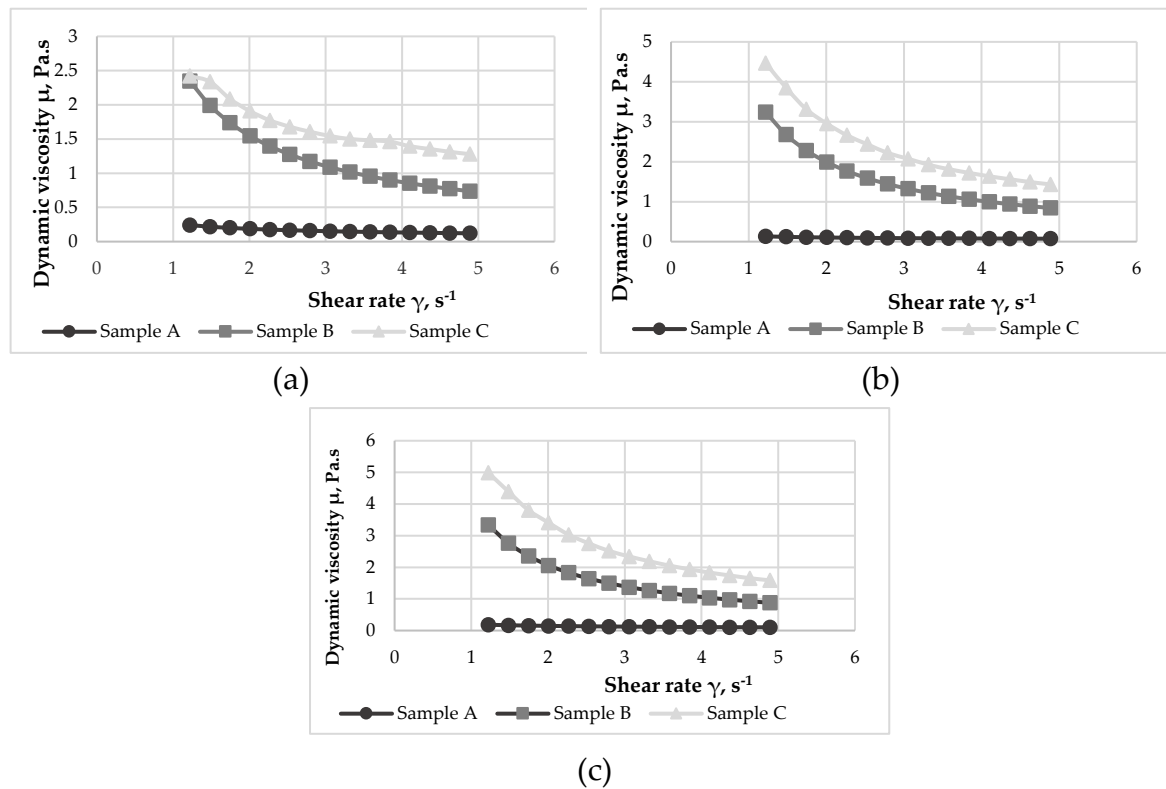 Dynamic viscosity μ, Pa.s
3
2.5
2
1.5
1
0.5
0
0 1 2 3 4 5 6
Shear rate γ, s-1
Sample A Sample B Sample C
(a)
Dynamic viscosity μ, Pa.s
5
4
3
2
1
0
0 1 2 3 4 5 6
Shear rate γ, s-1
Sample A Sample B Sample C
(b)
Dynamic viscosity μ, Pa.s
6
5
4
3
2
1
0
0 1 2 3 4 5 6
Shear rate γ, s-1
Sample A Sample B Sample C
(c)